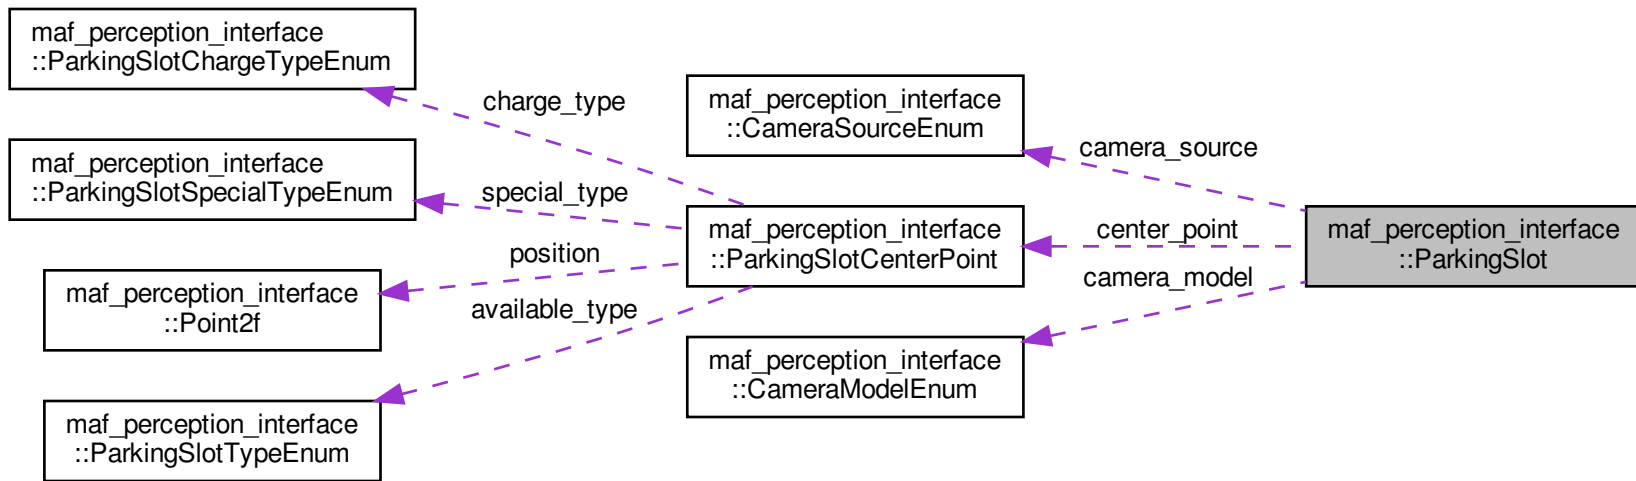 maf_perception_interface
::ParkingSlotChargeTypeEnum
maf_perception_interface
::ParkingSlotSpecialTypeEnum
maf_perception_interface
::Point2f
maf_perception_interface
::ParkingSlotTypeEnum
charge_type
special_type
position
available_type
maf_perception_interface
::CameraSourceEnum
maf_perception_interface
::ParkingSlotCenterPoint
maf_perception_interface
::CameraModelEnum
camera_source
center_point
camera_model
maf_perception_interface
::ParkingSlot